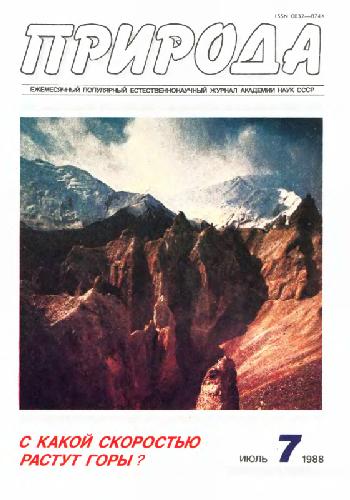 ISSN 0032-874X
ПРИРОДА
ЕЖЕМЕСЯЧНЫЙ ПОПУЛЯРНЫЙ ЕСТЕСТВЕННОНАУЧНЫЙ ЖУРНАЛ АКАДЕМИИ НАУК СССР
С КАКОЙ СКОРОСТЬЮ
РАСТУТ ГОРЫ?
ИЮЛЬ 7 1988